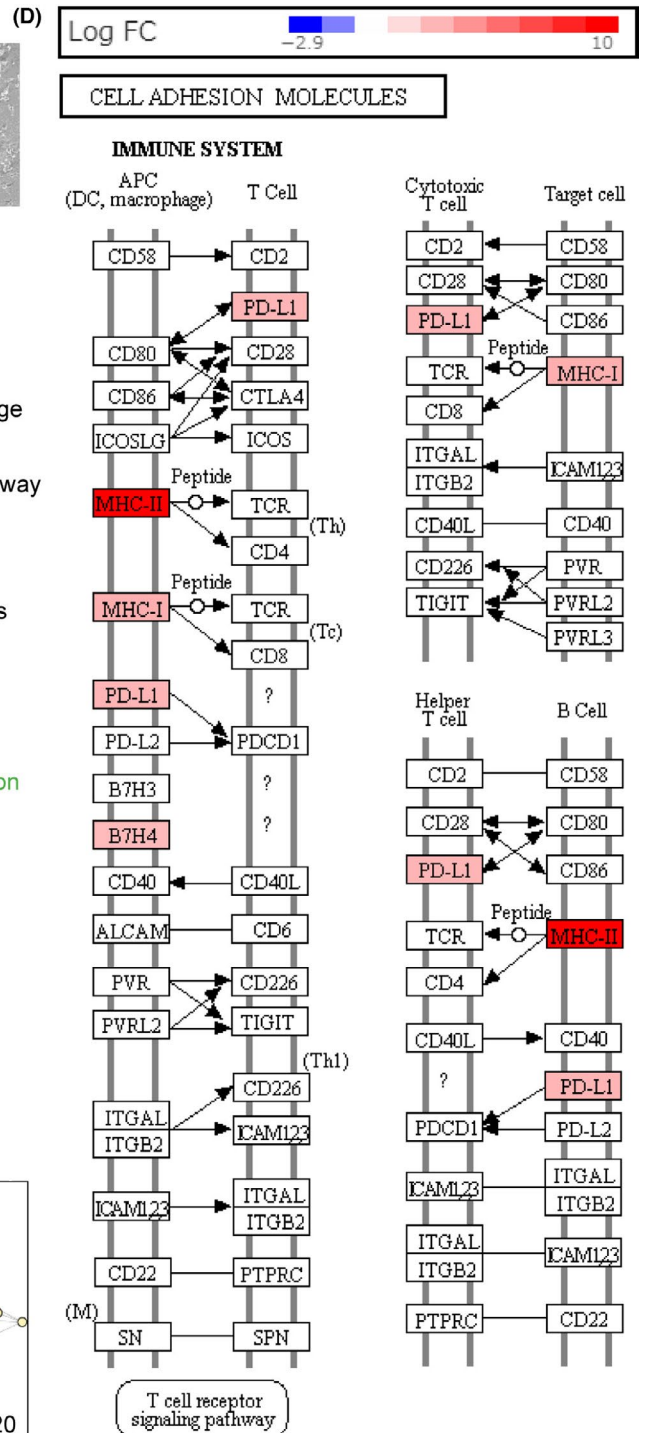 (D)
Log FC
−2.9 10
CELL ADHESION MOLECULES
IMMUNE SYSTEM
APC
(DC, macrophage)
T Cell
CD58 CD2
PD-L1
CD80 CD28
CD86 CTLA4
ICOSLG ICOS
Peptide
MHC-II TCR
(Th)
CD4
Peptide
MHC-I TCR
(Tc)
CD8
PD-L1 ?
PD-L2 PDCD1
B7H3 ?
B7H4 ?
CD40 CD40L
ALCAM CD6
PVR CD226
PVRL2 TIGIT
(Th1)
CD226
ITGAL
ITGB2
ICAM123
ICAM123
ITGAL
ITGB2
CD22 PTPRC
(M)
SN SPN
T cell receptor
signaling pathway
Cytotoxic
T cell
Target cell
CD2 CD58
CD28 CD80
PD-L1 CD86
Peptide
TCR MHC-I
CD8
ITGAL
ITGB2
ICAM123
CD40L CD40
CD226 PVR
TIGIT PVRL2
PVRL3
Helper
T cell
B Cell
CD2 CD58
CD28 CD80
PD-L1 CD86
Peptide
TCR MHC-II
CD4
CD40L CD40
? PD-L1
PDCD1 PD-L2
ICAM123
ITGAL
ITGB2
ITGAL
ITGB2
ICAM123
PTPRC CD22
ge
way
s
on
20